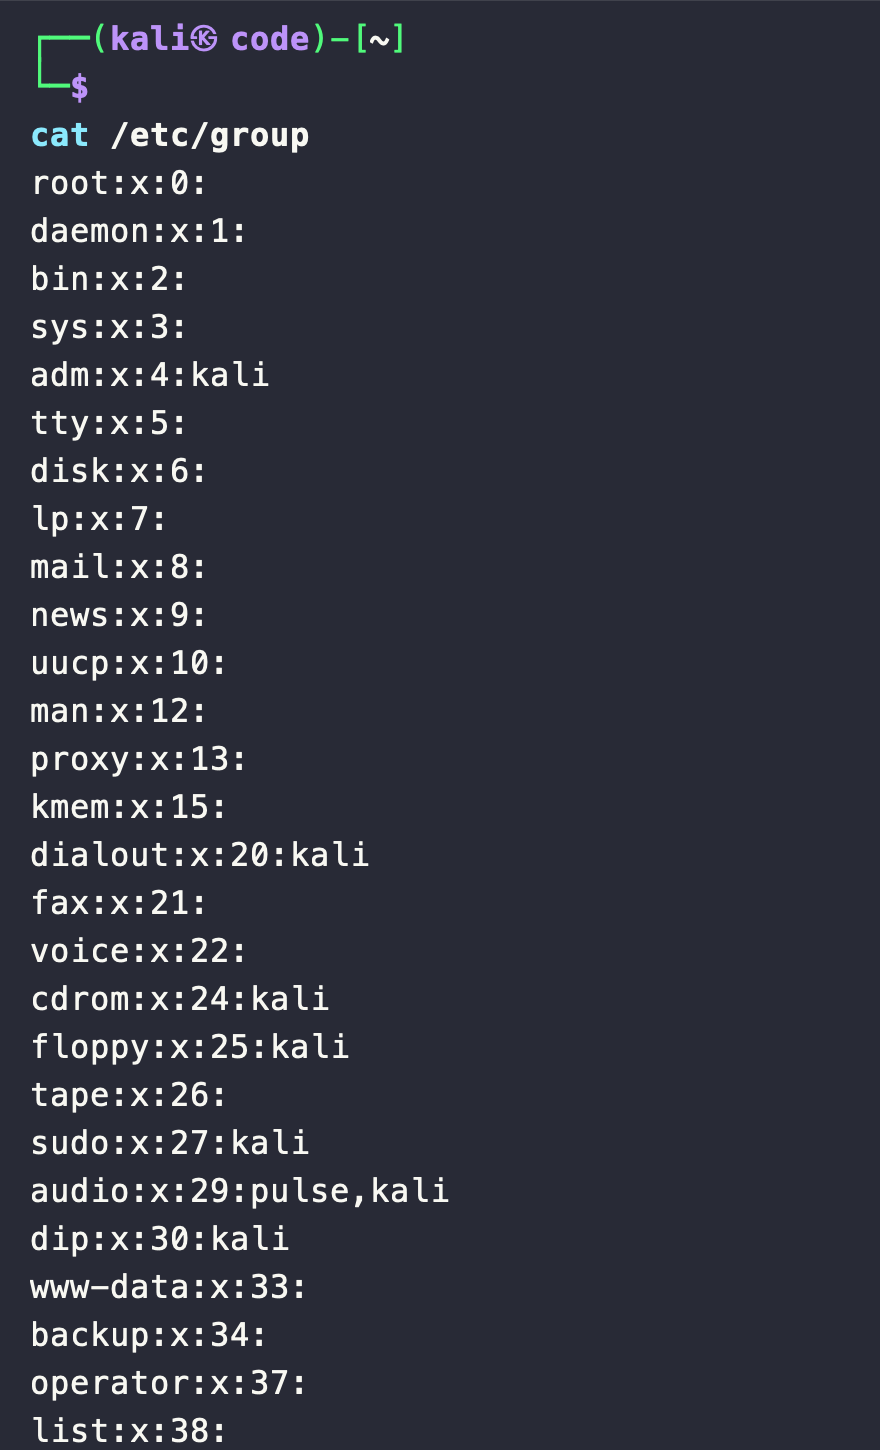 ┌──(kali㉿ code)-[~]
└─$
cat /etc/group
root:x:0:
daemon:x:1:
bin:x:2:
sys:x:3:
adm:x:4:kali
tty:x:5:
disk:x:6:
lp:x:7:
mail:x:8:
news:x:9:
uucp:x:10:
man:x:12:
proxy:x:13:
kmem:x:15:
dialout:x:20:kali
fax:x:21:
voice:x:22:
cdrom:x:24:kali
floppy:x:25:kali
tape:x:26:
sudo:x:27:kali
audio:x:29:pulse,kali
dip:x:30:kali
www-data:x:33:
backup:x:34:
operator:x:37:
list:x:38: